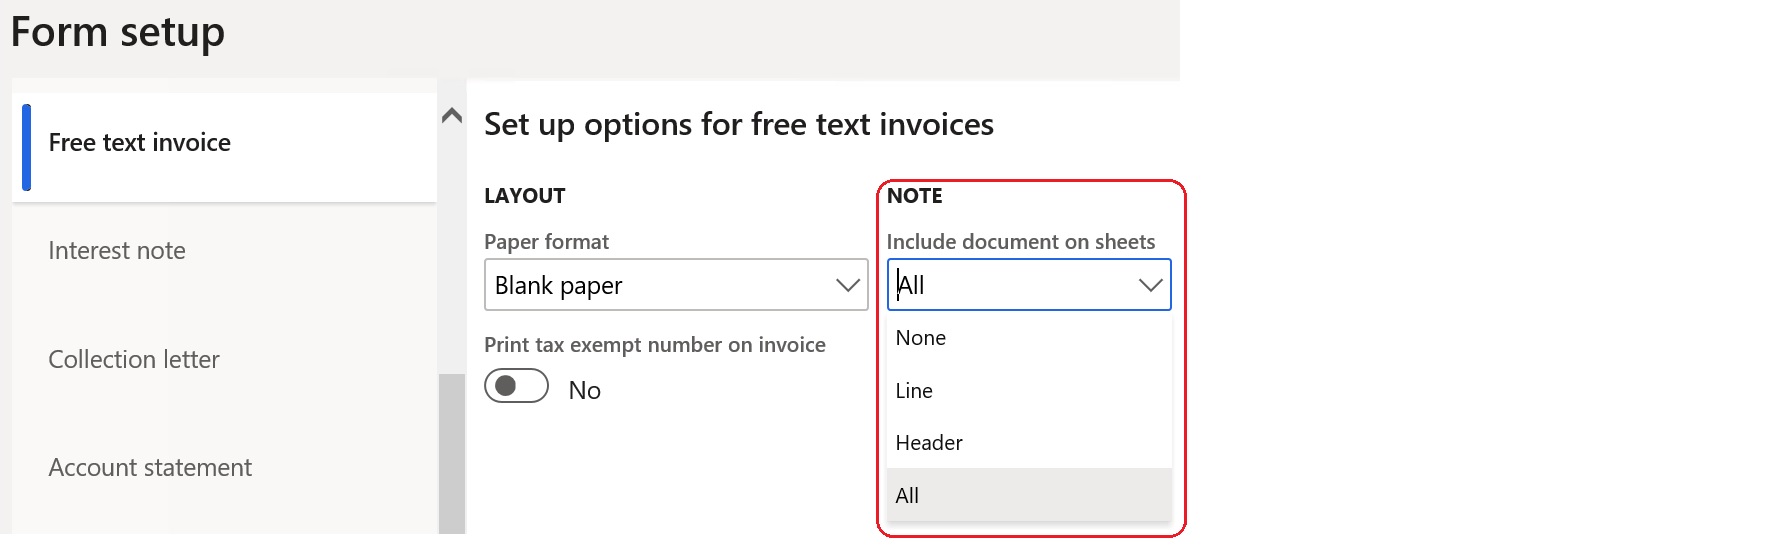 Form setup
Free text invoice
Interest note
Collection letter
Account statement
Set up options for free text invoices
LAYOUT
Paper format
Blank paper
Print tax exempt number on invoice
No
NOTE
Include document on sheets
All
None
Line
Header
All